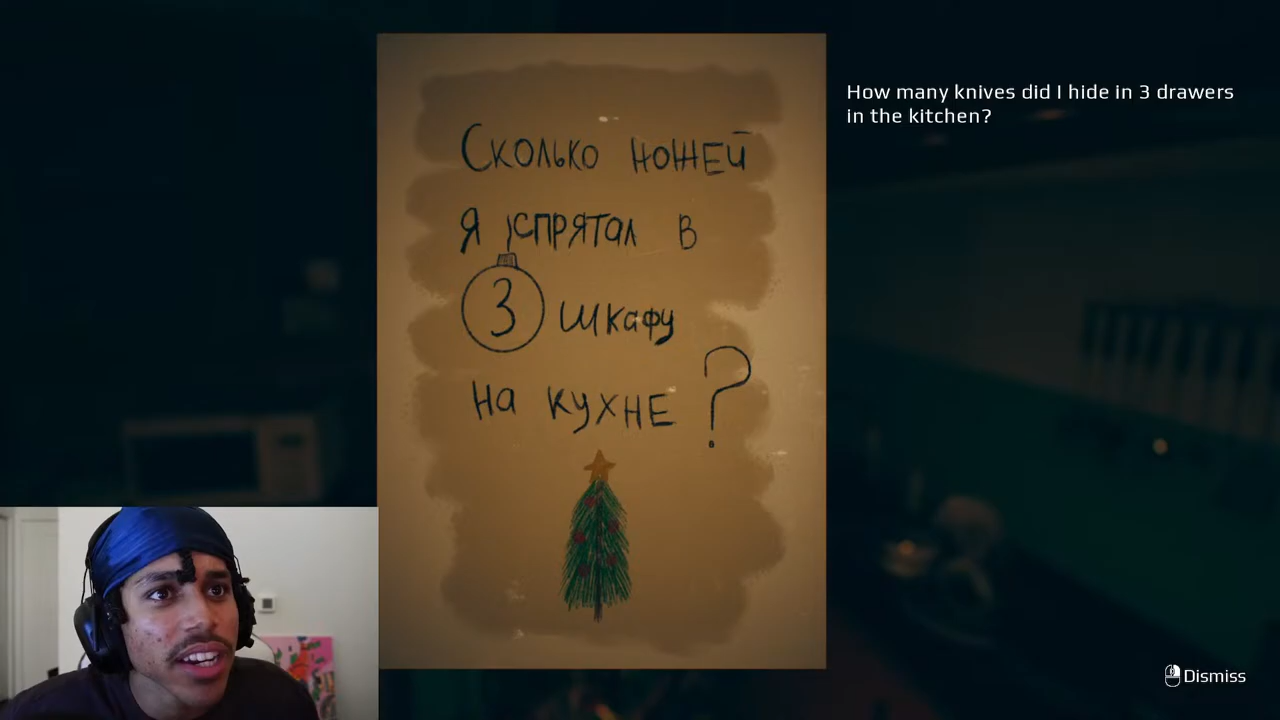 Сколько ножей
Я спрятал в
3 шкафу
на кухне?
How many knives did I hide in 3 drawers
in the kitchen?
Dismiss